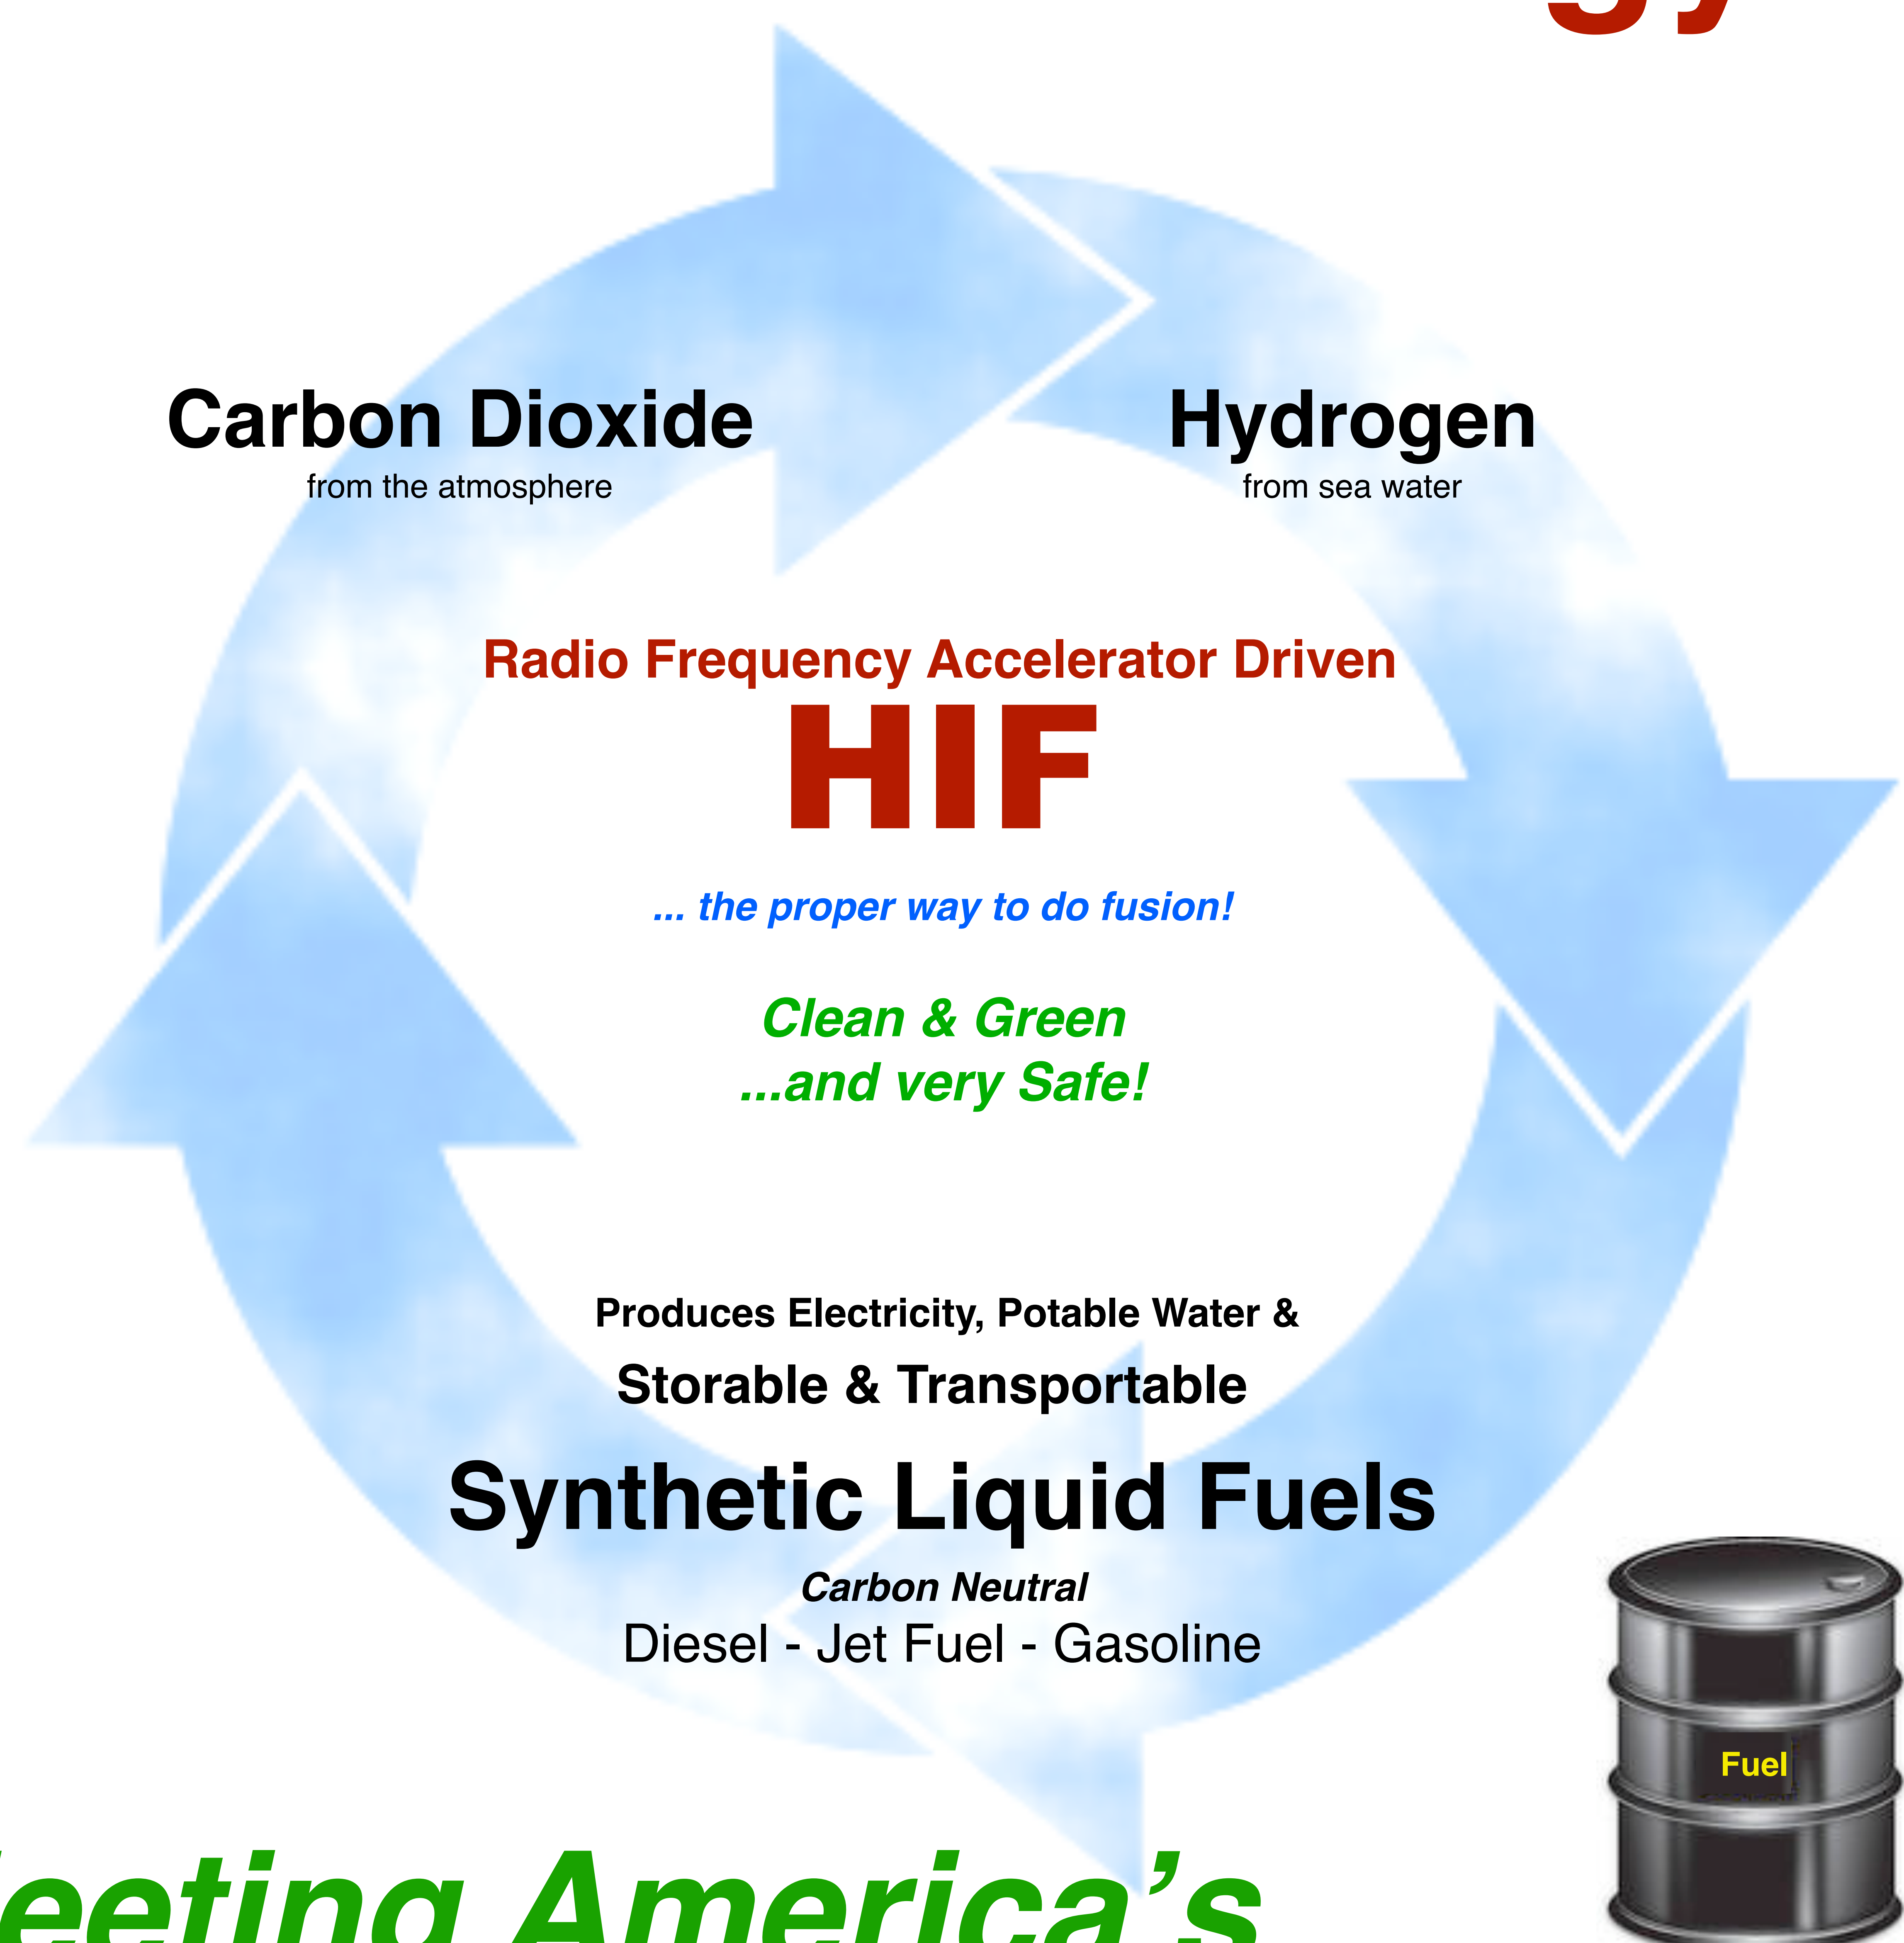 Carbon Dioxide
from the atmosphere
Hydrogen
from sea water
Radio Frequency Accelerator Driven
HIF
... the proper way to do fusion!
Clean & Green
...and very Safe!
Produces Electricity, Potable Water &
Storable & Transportable
Synthetic Liquid Fuels
Carbon Neutral
Diesel - Jet Fuel - Gasoline
Fuel
America’s